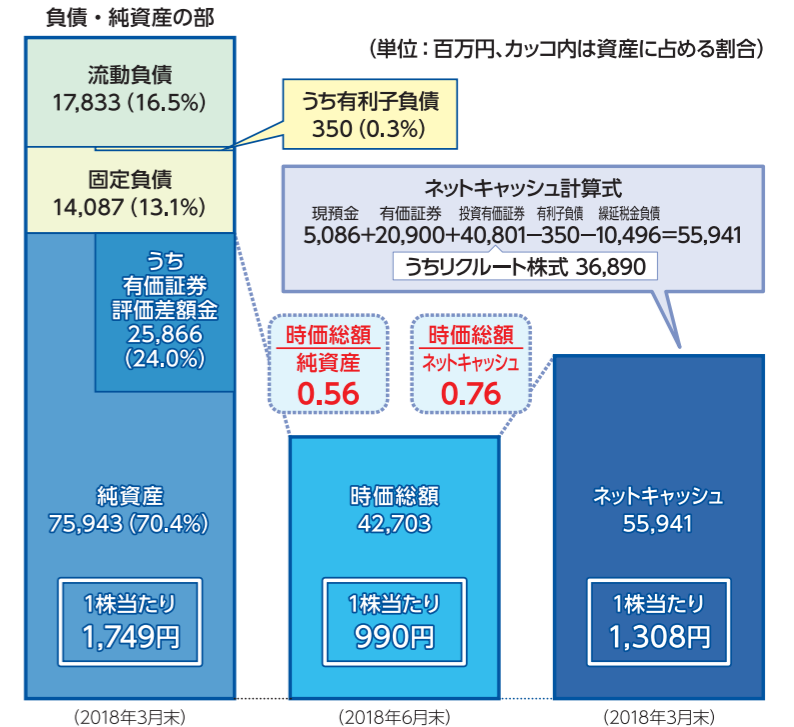 負債・純資産の部
（単位：百万円、カッコ内は資産に占める割合）
流動負債
17,833（16.5%）
うち有利子負債
350（0.3%）
固定負債
14,087（13.1%）
ネットキャッシュ計算式
現預金 有価証券 投資有価証券 有利子負債 繰延税金負債
5,086+20,900+40,801−350−10,496=55,941
うちリクルート株式 36,890
うち
有価証券
評価差額金
25,866
（24.0%）
時価総額
純資産
0.56
時価総額
ネットキャッシュ
0.76
純資産
75,943（70.4%）
1株当たり
1,749円
時価総額
42,703
1株当たり
990円
ネットキャッシュ
55,941
1株当たり
1,308円
（2018年3月末）
（2018年6月末）
（2018年3月末）